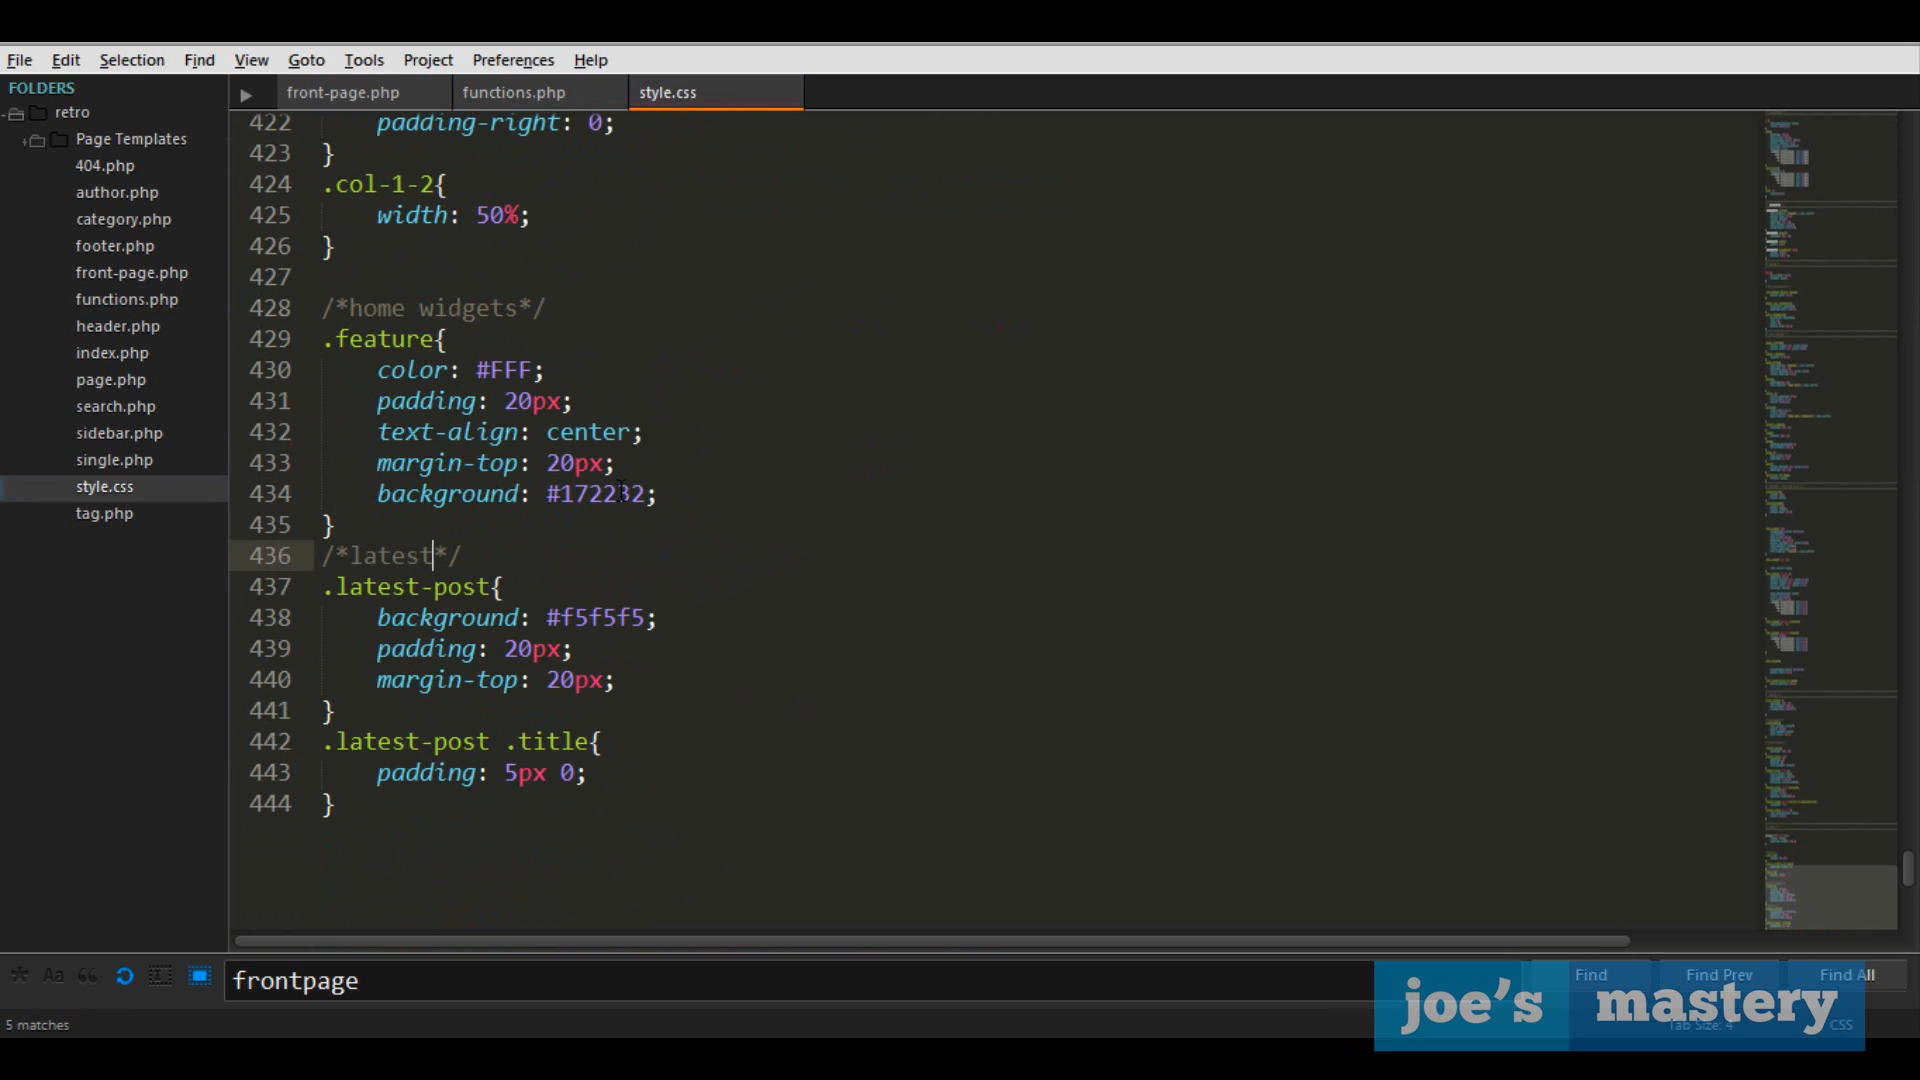 File Edit Selection Find View Goto Tools Project Preferences Help
FOLDERS
retro
Page Templates
404.php
author.php
category.php
footer.php
front-page.php
functions.php
header.php
index.php
page.php
search.php
sidebar.php
single.php
style.css
tag.php
front-page.php functions.php style.css
422 padding-right: 0;
423 }
424 .col-1-2{
425 width: 50%;
426 }
427
428 /*home widgets*/
429 .feature{
430 color: #FFF;
431 padding: 20px;
432 text-align: center;
433 margin-top: 20px;
434 background: #172232;
435 }
436 /*latest*/
437 .latest-post{
438 background: #f5f5f5;
439 padding: 20px;
440 margin-top: 20px;
441 }
442 .latest-post .title{
443 padding: 5px 0;
444 }
Aa frontpage Find Find Prev Find All
joe's mastery
5 matches Tab Size: 4 CSS